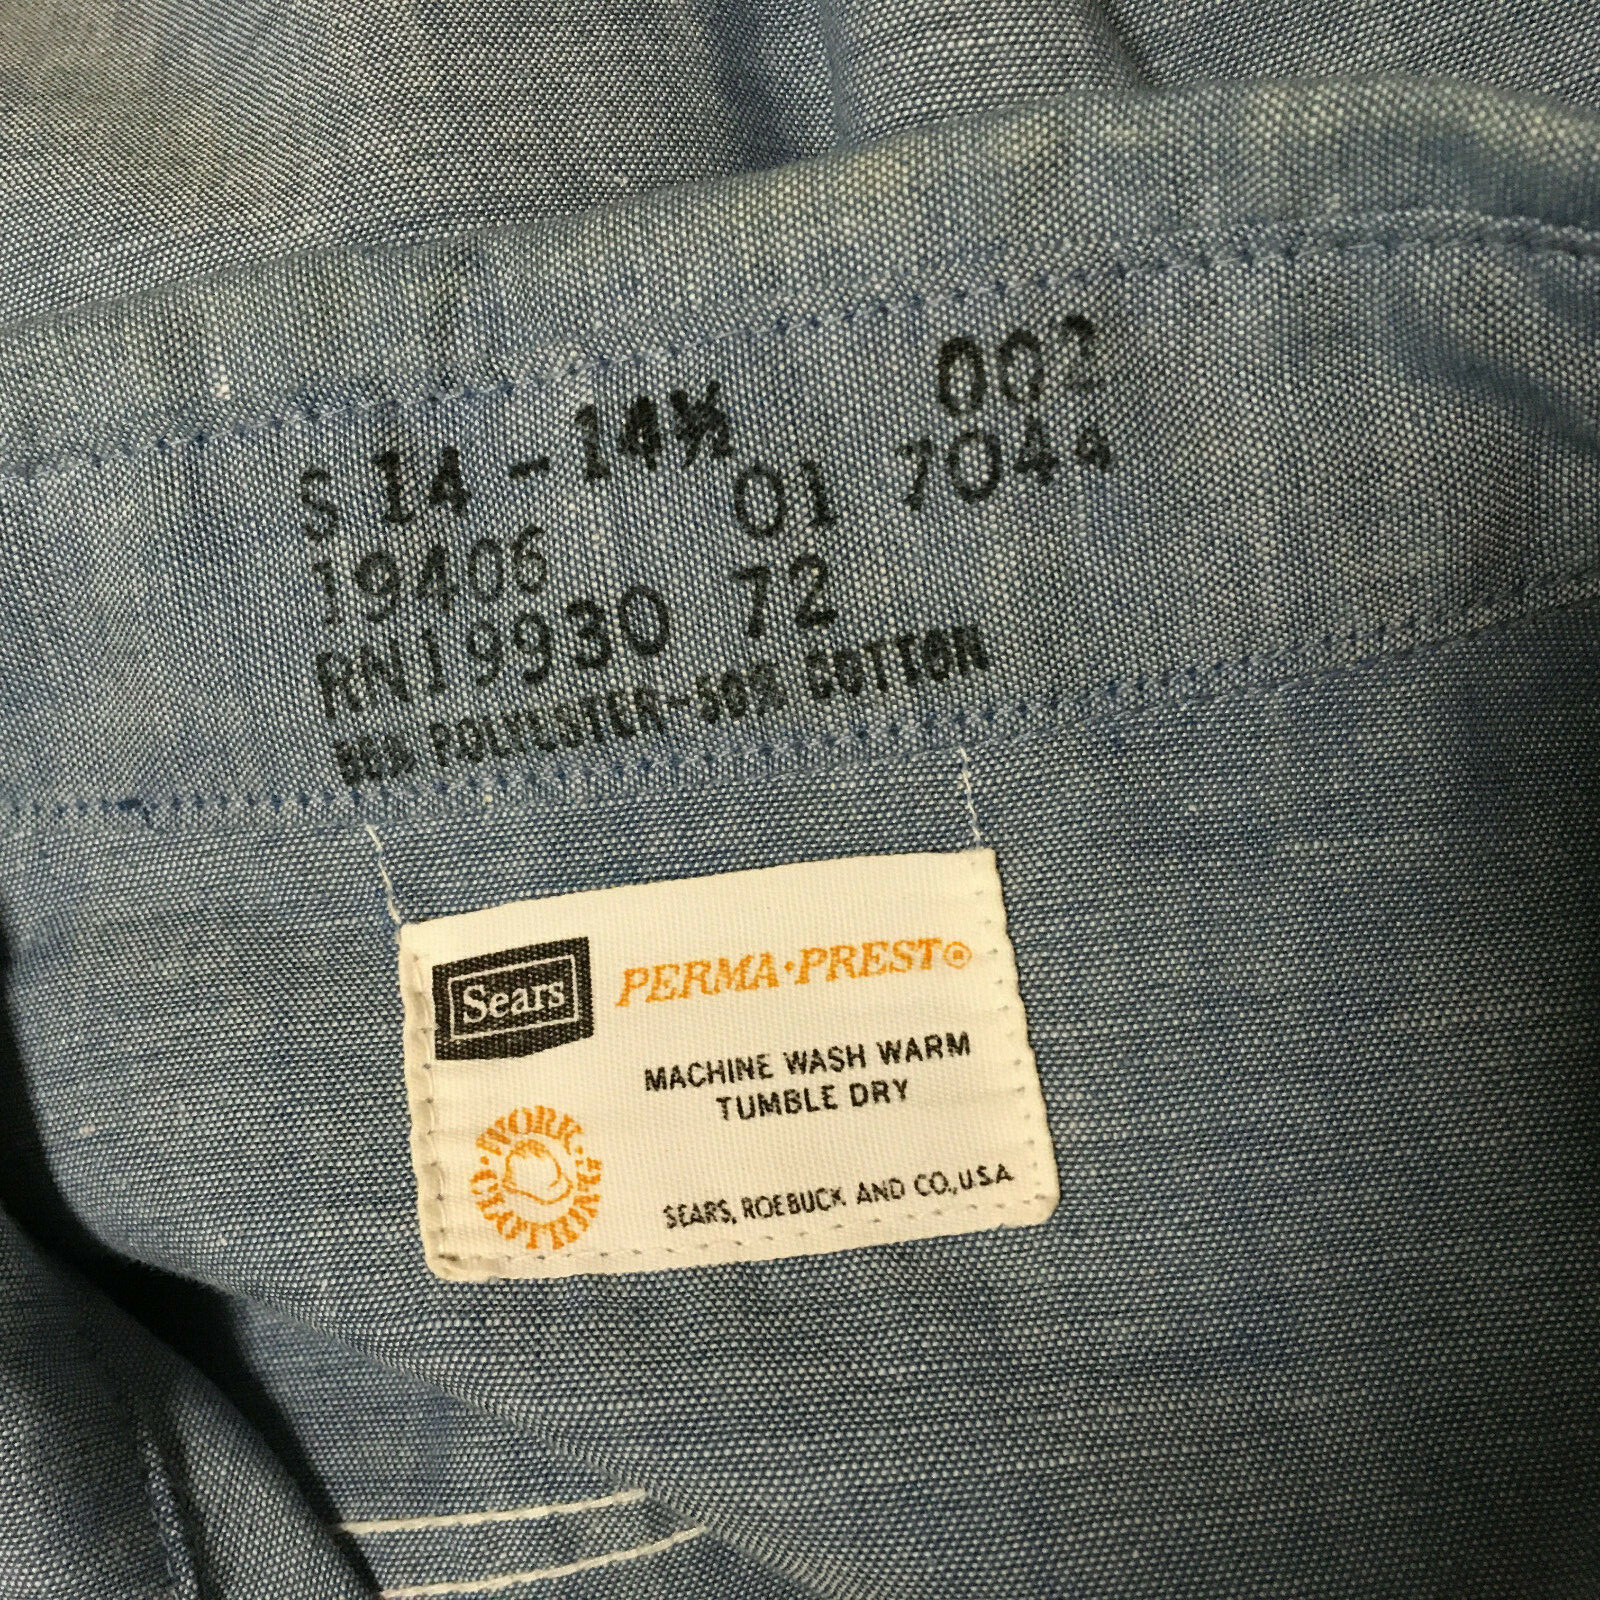 S 14-14½ 002
19406 01 7044
RN19930 72
50% POLYESTER-50% COTTON
Sears PERMA·PREST®
MACHINE WASH WARM
TUMBLE DRY
·WORK·
CLOTHING
SEARS, ROEBUCK AND CO., U.S.A.